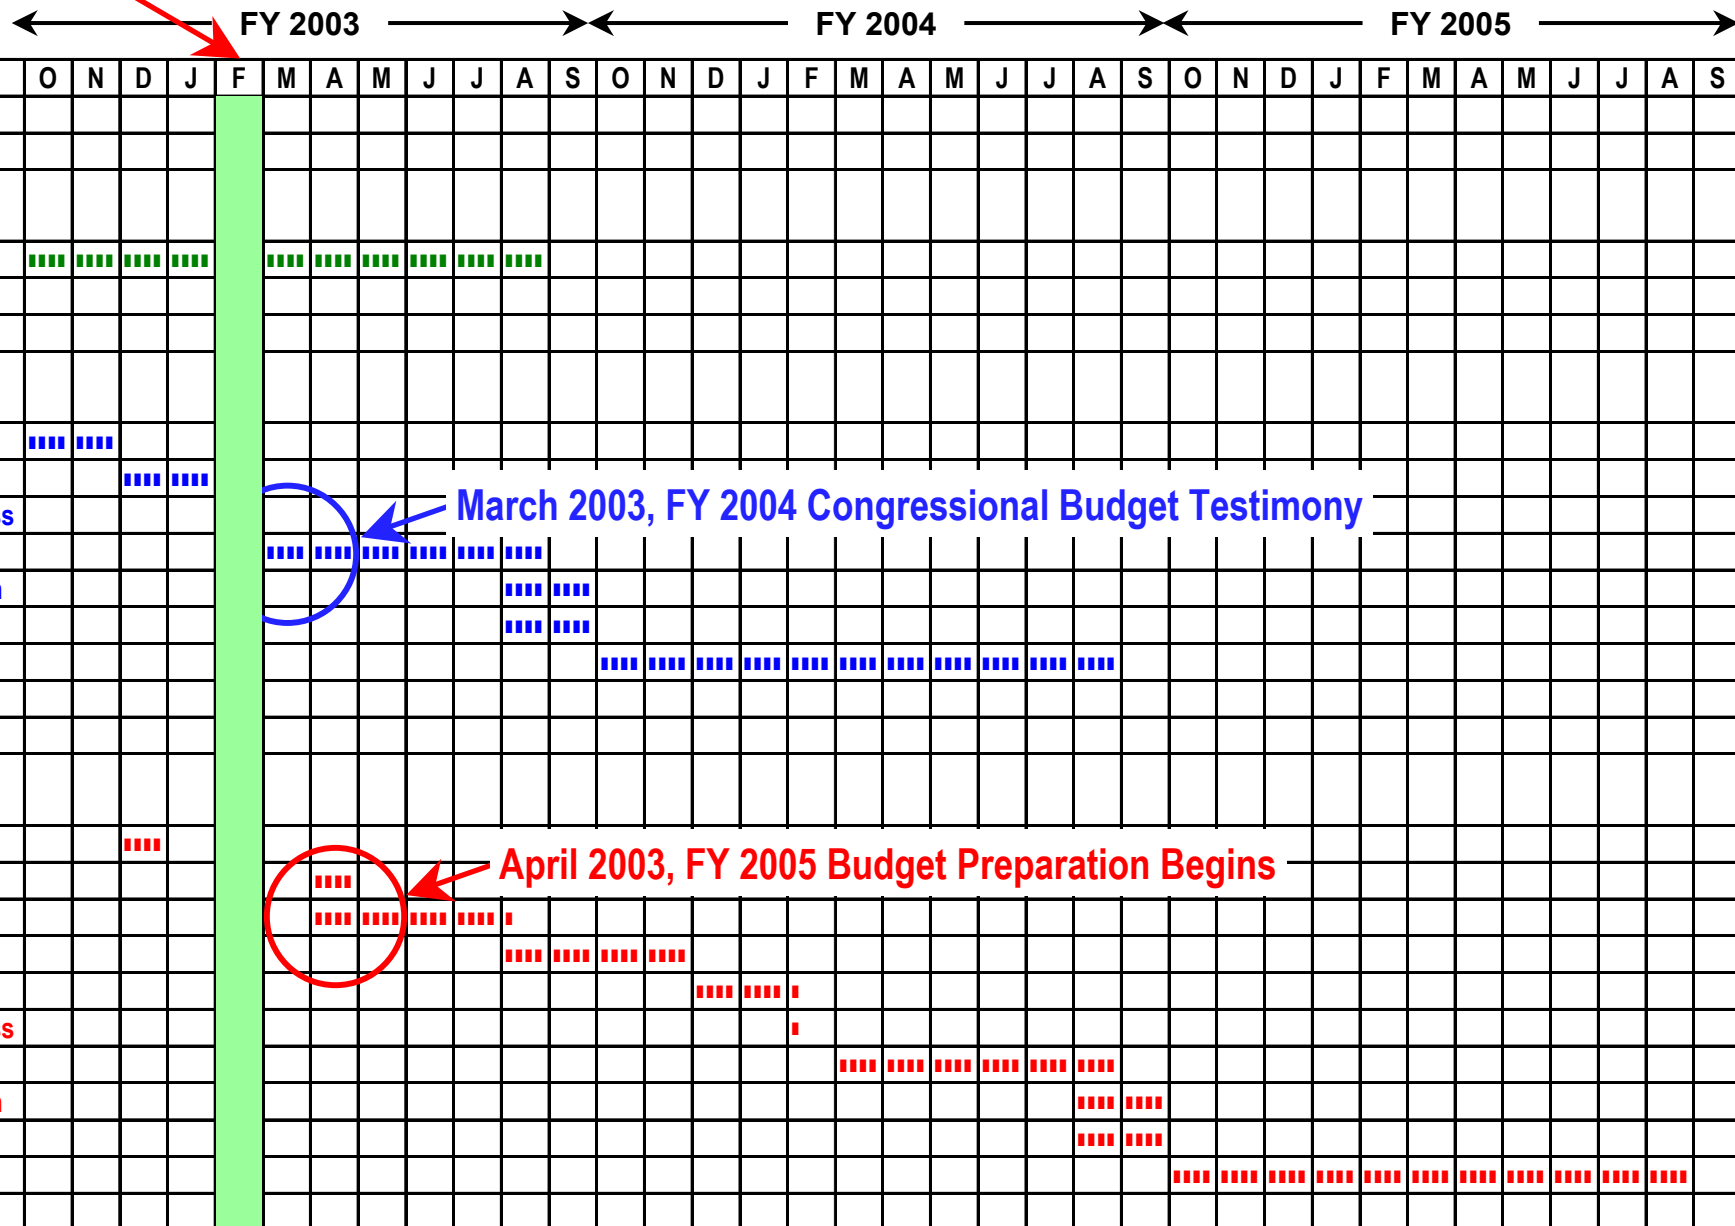 FY 2003 FY 2004 FY 2005
O N D J F M A M J J A S O N D J F M A M J J A S O N D J F M A M J J A S
March 2003, FY 2004 Congressional Budget Testimony
s
April 2003, FY 2005 Budget Preparation Begins
s